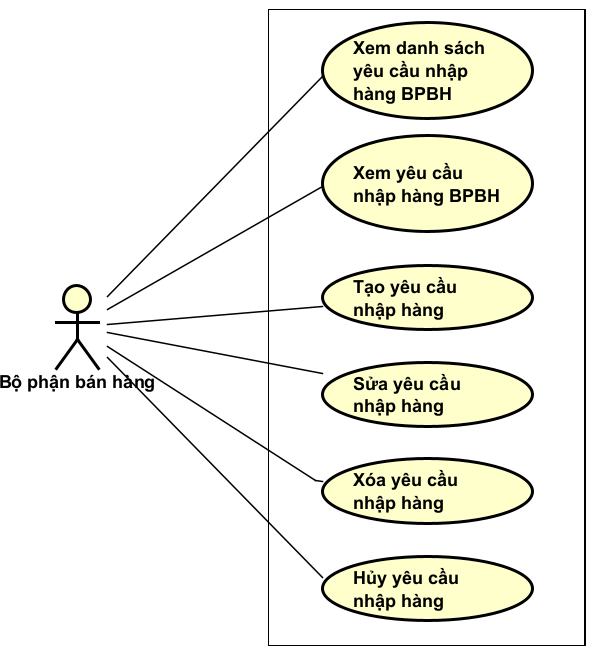 Xem danh sách
yêu cầu nhập
hàng BPBH
Xem yêu cầu
nhập hàng BPBH
Tạo yêu cầu
nhập hàng
Bộ phận bán hàng
Sửa yêu cầu
nhập hàng
Xóa yêu cầu
nhập hàng
Hủy yêu cầu
nhập hàng